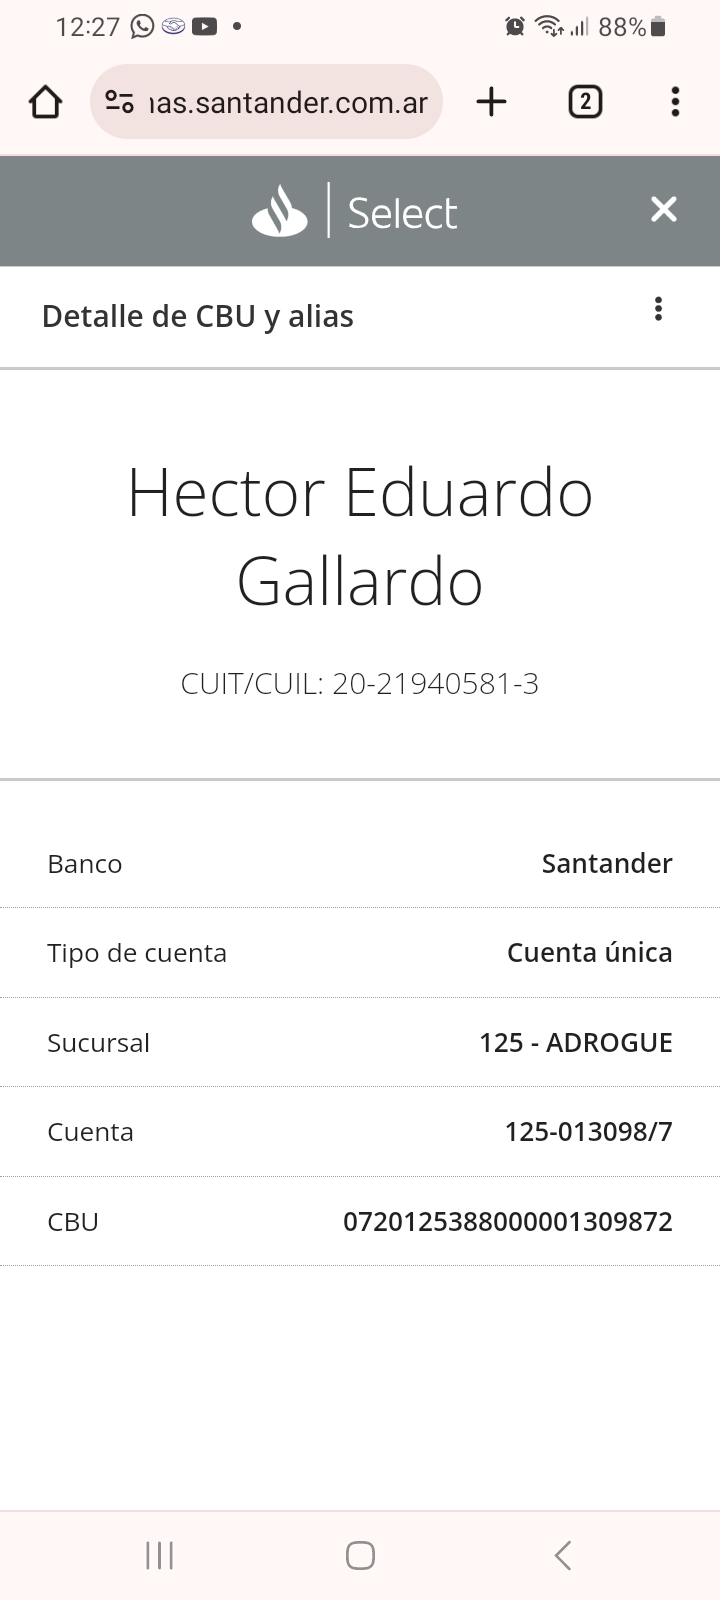 12:27
88%
nas.santander.com.ar
2
Select
Detalle de CBU y alias
Hector Eduardo
Gallardo
CUIT/CUIL: 20-21940581-3
Banco Santander
Tipo de cuenta Cuenta única
Sucursal 125 - ADROGUE
Cuenta 125-013098/7
CBU 0720125388000001309872